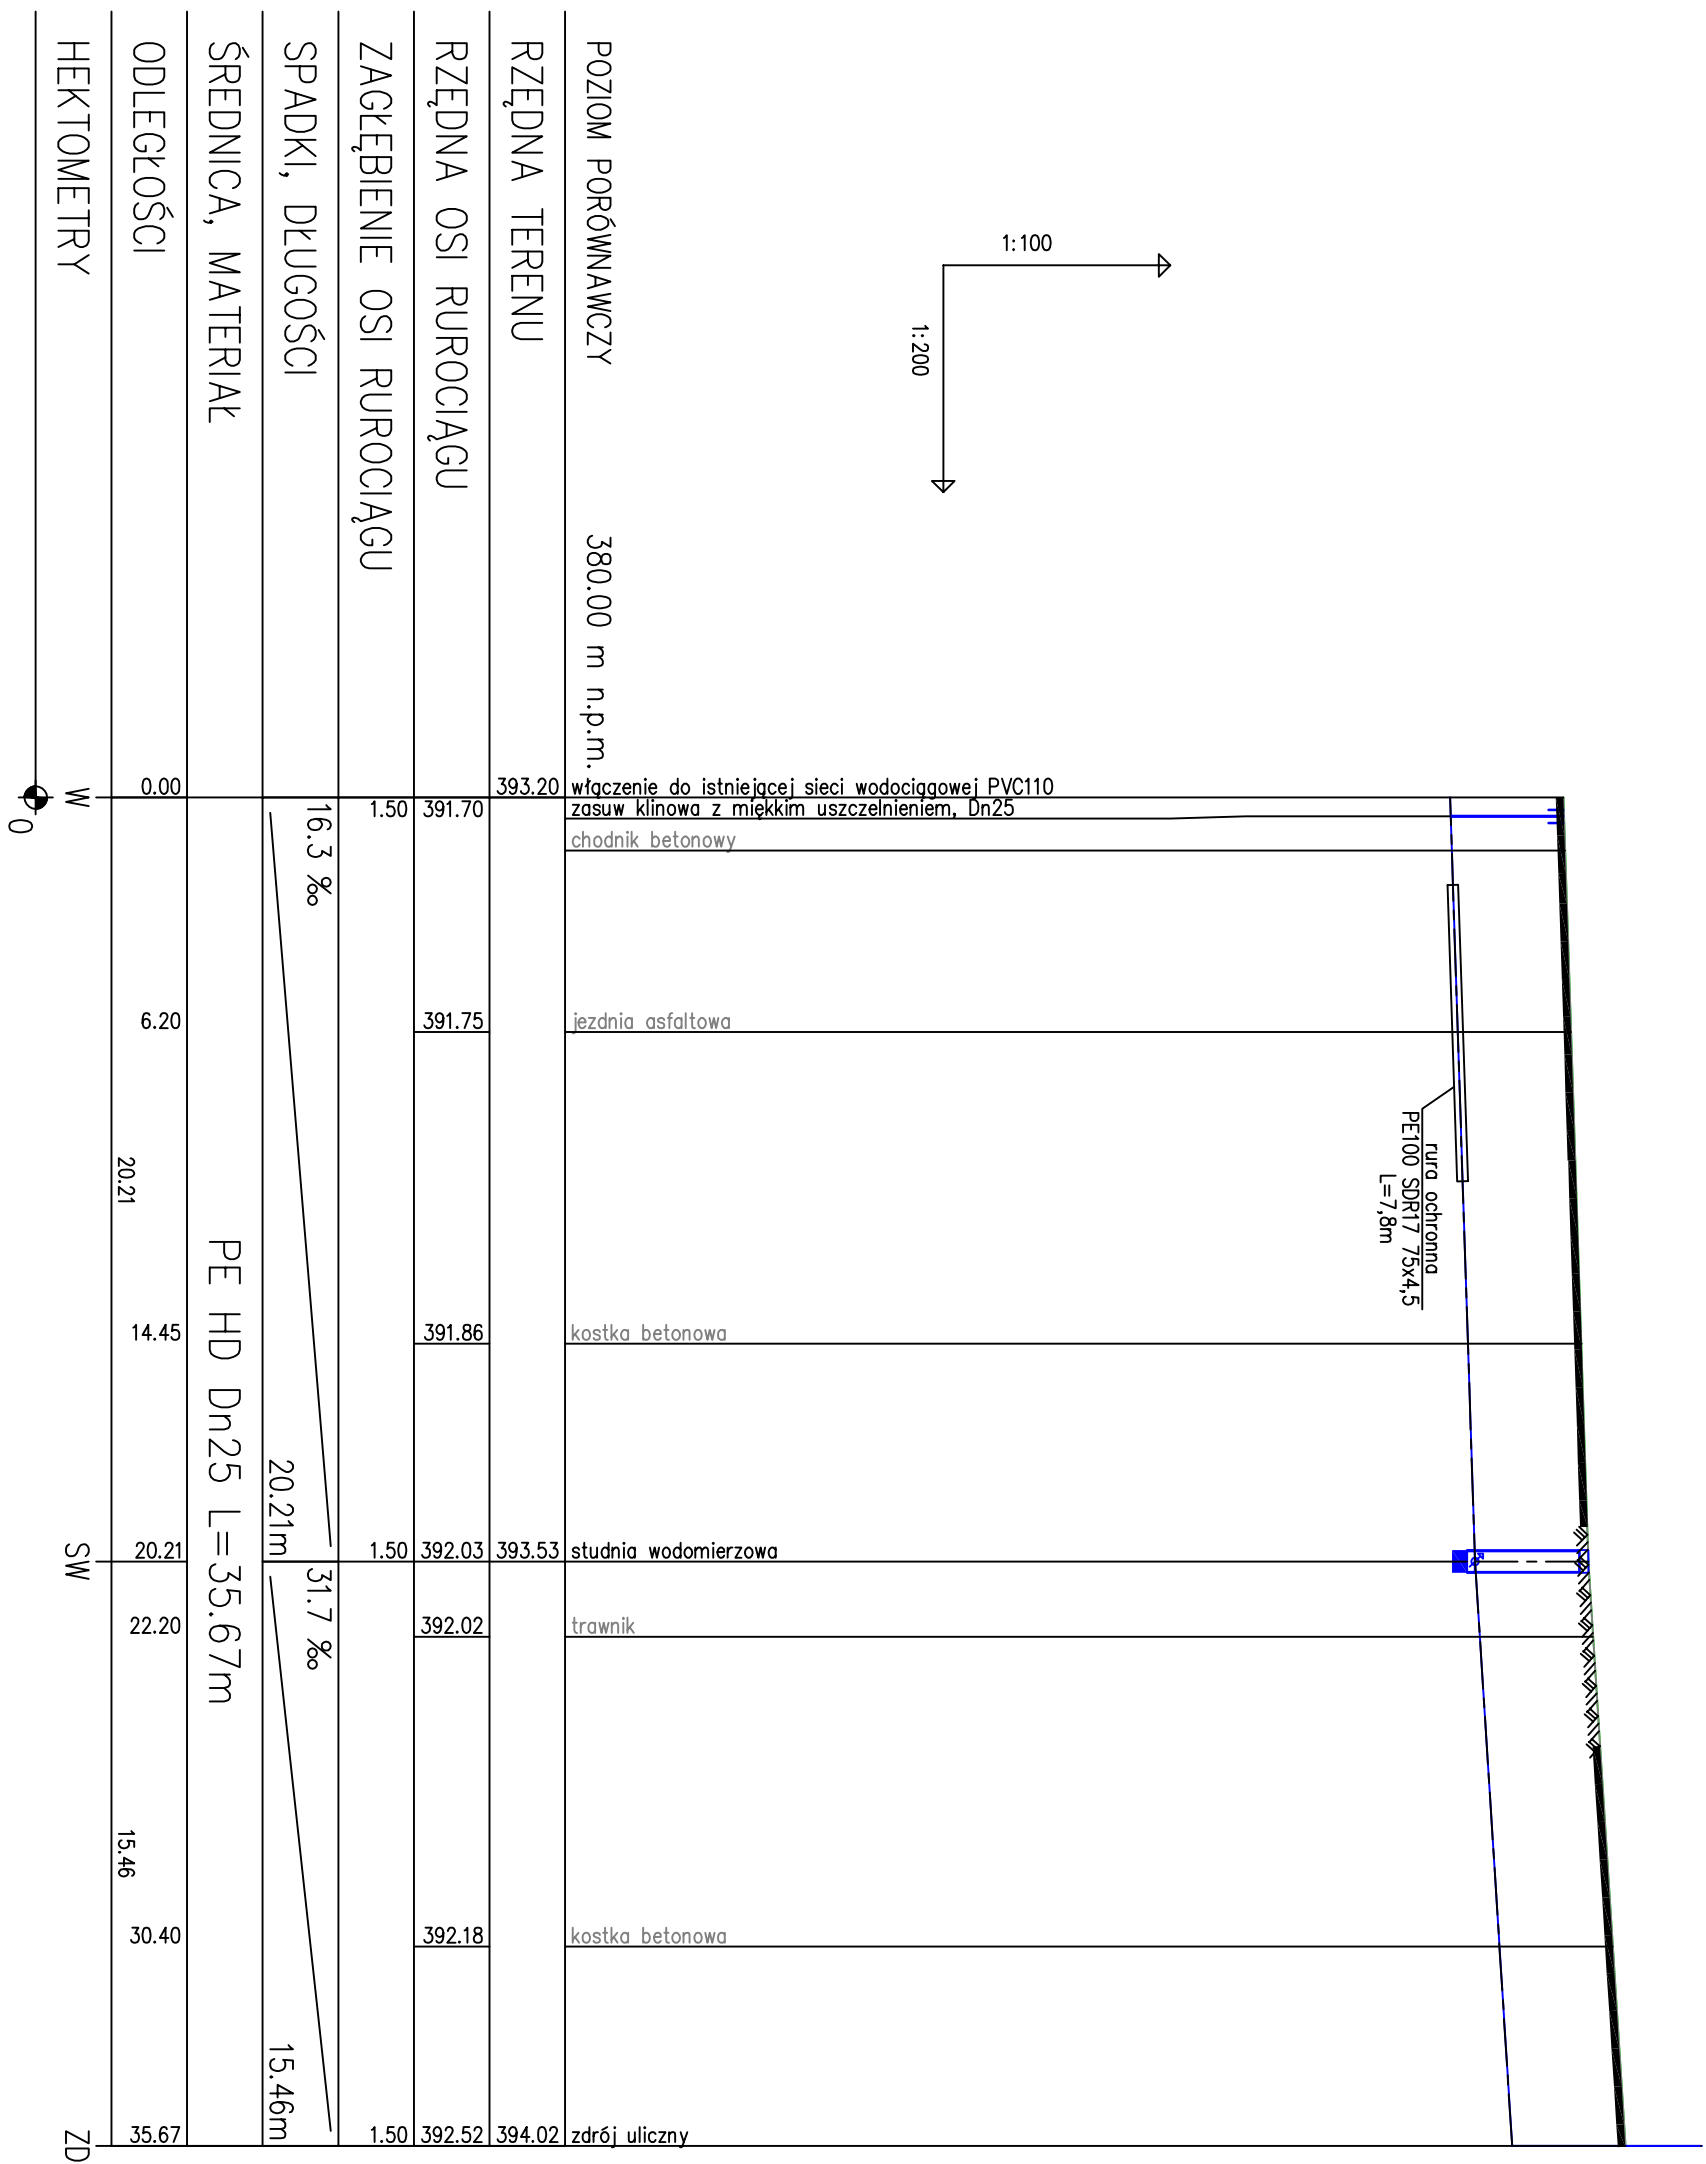 1:100
1:200
rura ochronna
PE100 SDR17 75x4,5
L=7,8m
POZIOM PORÓWNAWCZY 380.00 m n.p.m.
włączenie do istniejącej sieci wodociągowej PVC110
zasuw klinowa z miękkim uszczelnieniem, Dn25
chodnik betonowy
jezdnia asfaltowa
kostka betonowa
studnia wodomierzowa
trawnik
kostka betonowa
zdrój uliczny
RZĘDNA TERENU 393.20 393.53 394.02
RZĘDNA OSI RUROCIĄGU 391.70 391.75 391.86 392.03 392.02 392.18 392.52
ZAGŁĘBIENIE OSI RUROCIĄGU 1.50 1.50 1.50
SPADKI, DŁUGOŚCI 16.3 ‰ 20.21m 31.7 ‰ 15.46m
ŚREDNICA, MATERIAŁ PE HD Dn25 L=35.67m
ODLEGŁOŚCI 0.00 6.20 14.45 20.21 22.20 30.40 35.67
20.21 15.46
HEKTOMETRY W SW ZD
0